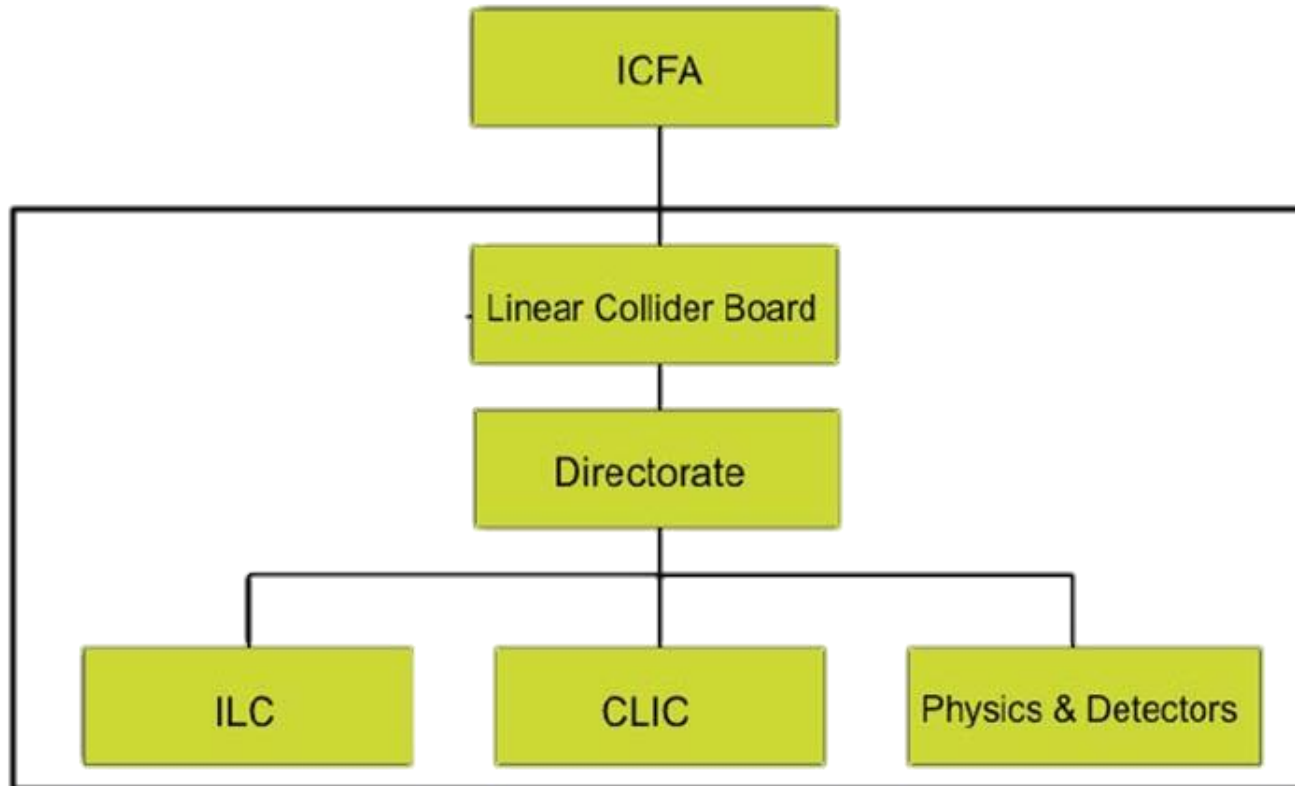 ICFA
Linear Collider Board
Directorate
ILC
CLIC
Physics & Detectors